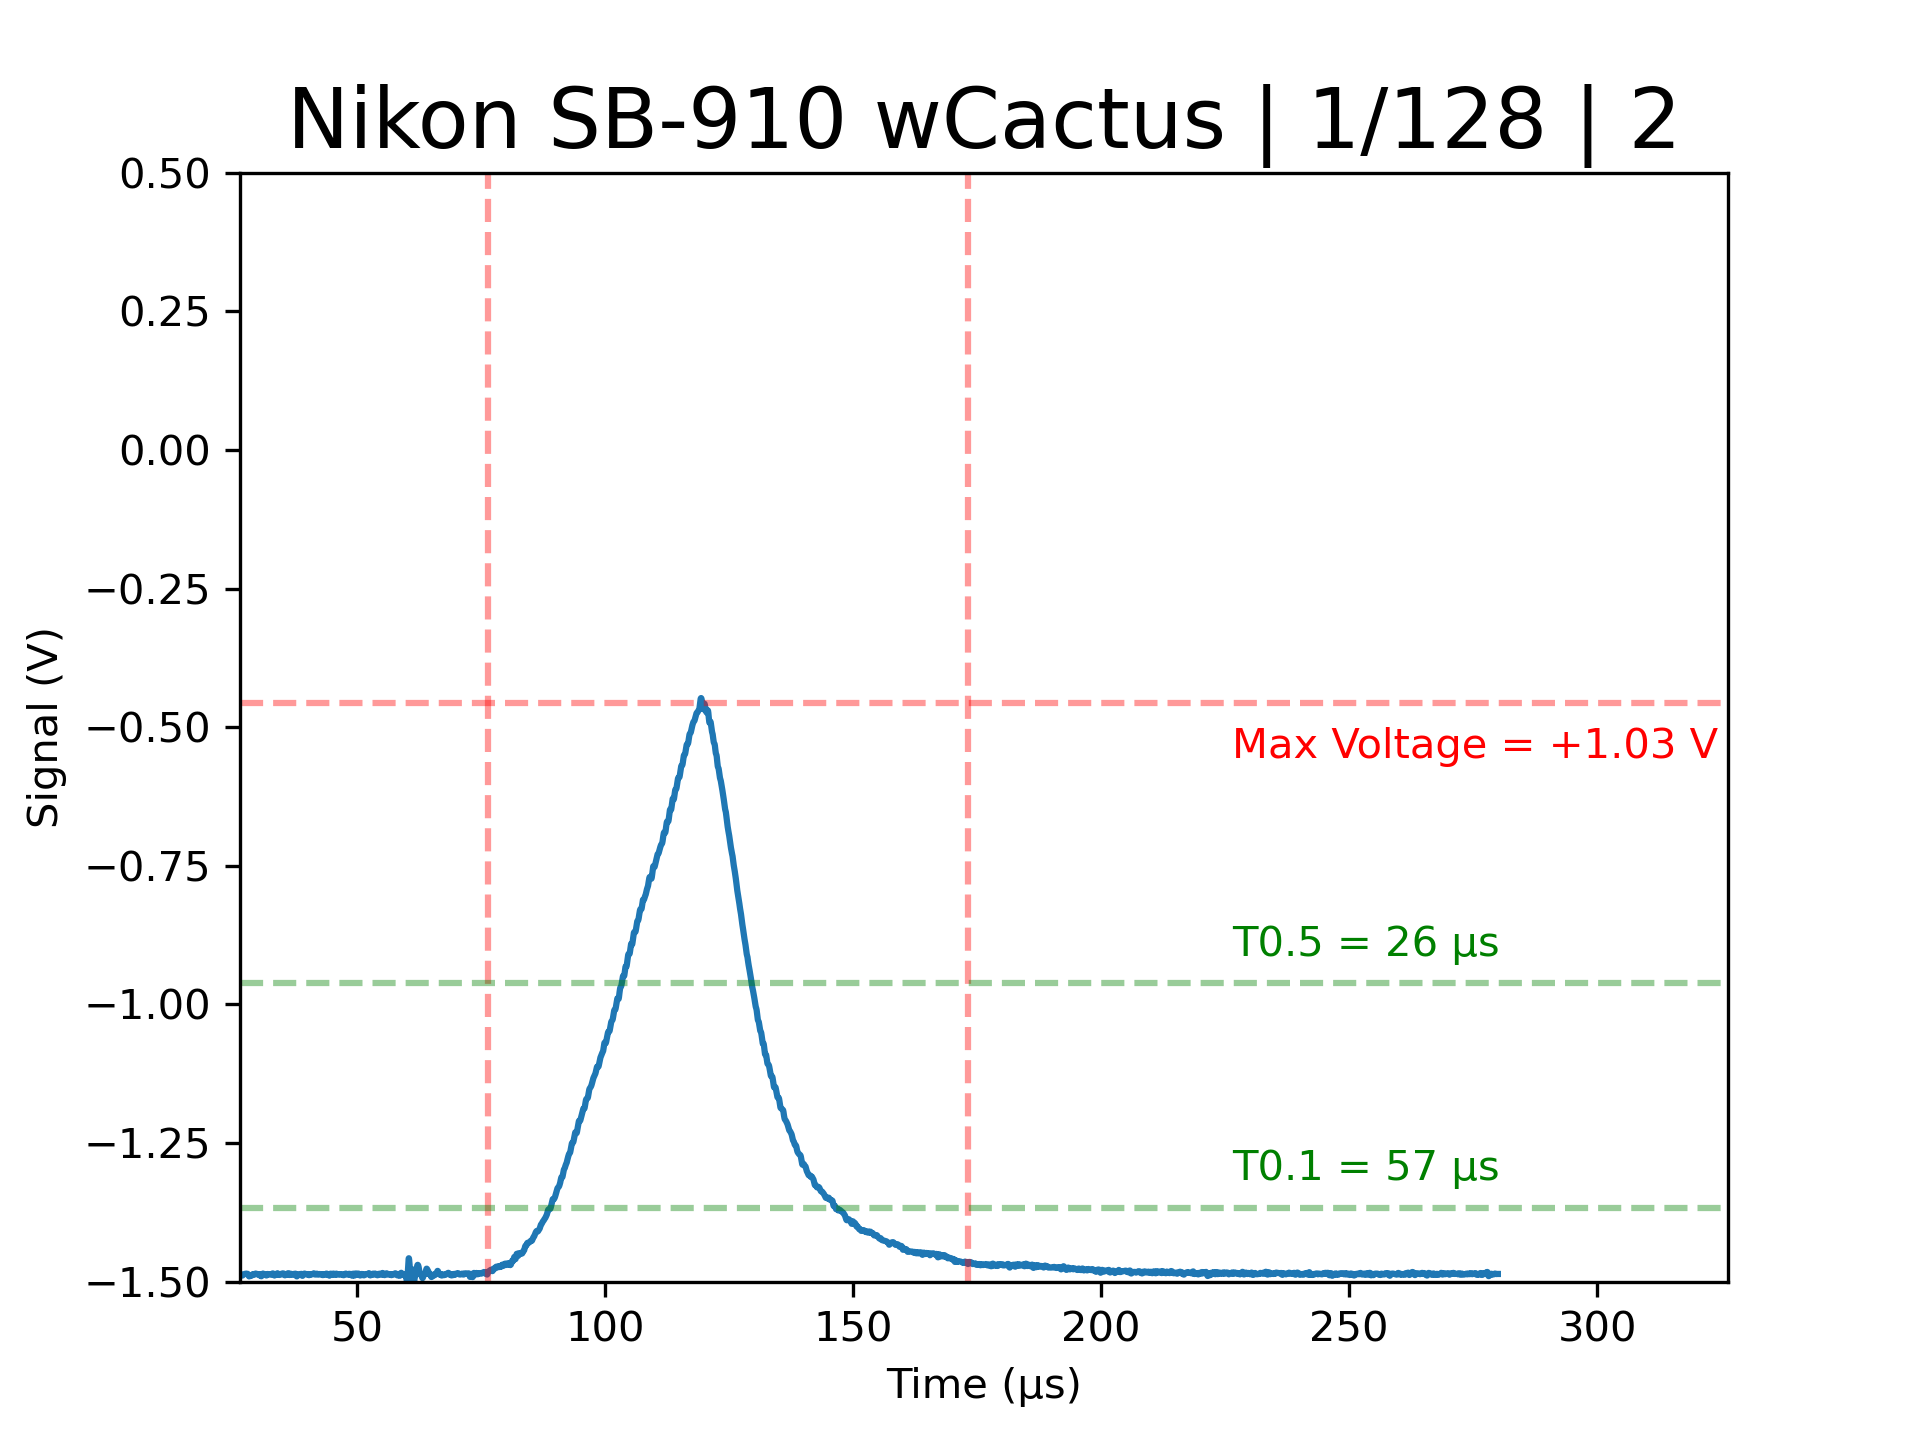 Nikon SB-910 wCactus | 1/128 | 2
0.50
0.25
0.00
−0.25
−0.50
−0.75
−1.00
−1.25
−1.50
Signal (V)
Max Voltage = +1.03 V
T0.5 = 26 µs
T0.1 = 57 µs
50 100 150 200 250 300
Time (µs)